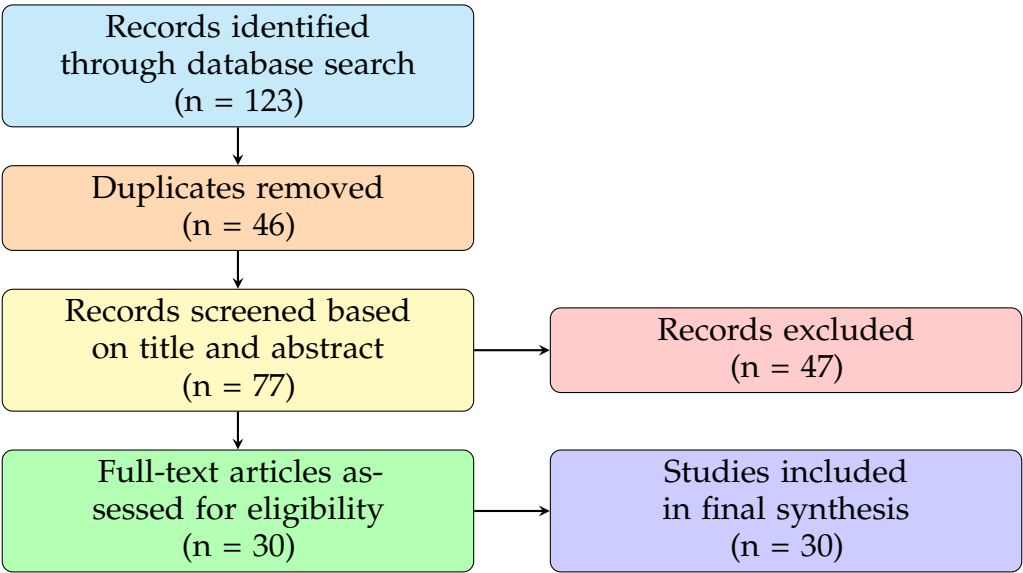 Records identified
through database search
(n = 123)
Duplicates removed
(n = 46)
Records screened based
on title and abstract
(n = 77)
Records excluded
(n = 47)
Full-text articles as-
sessed for eligibility
(n = 30)
Studies included
in final synthesis
(n = 30)